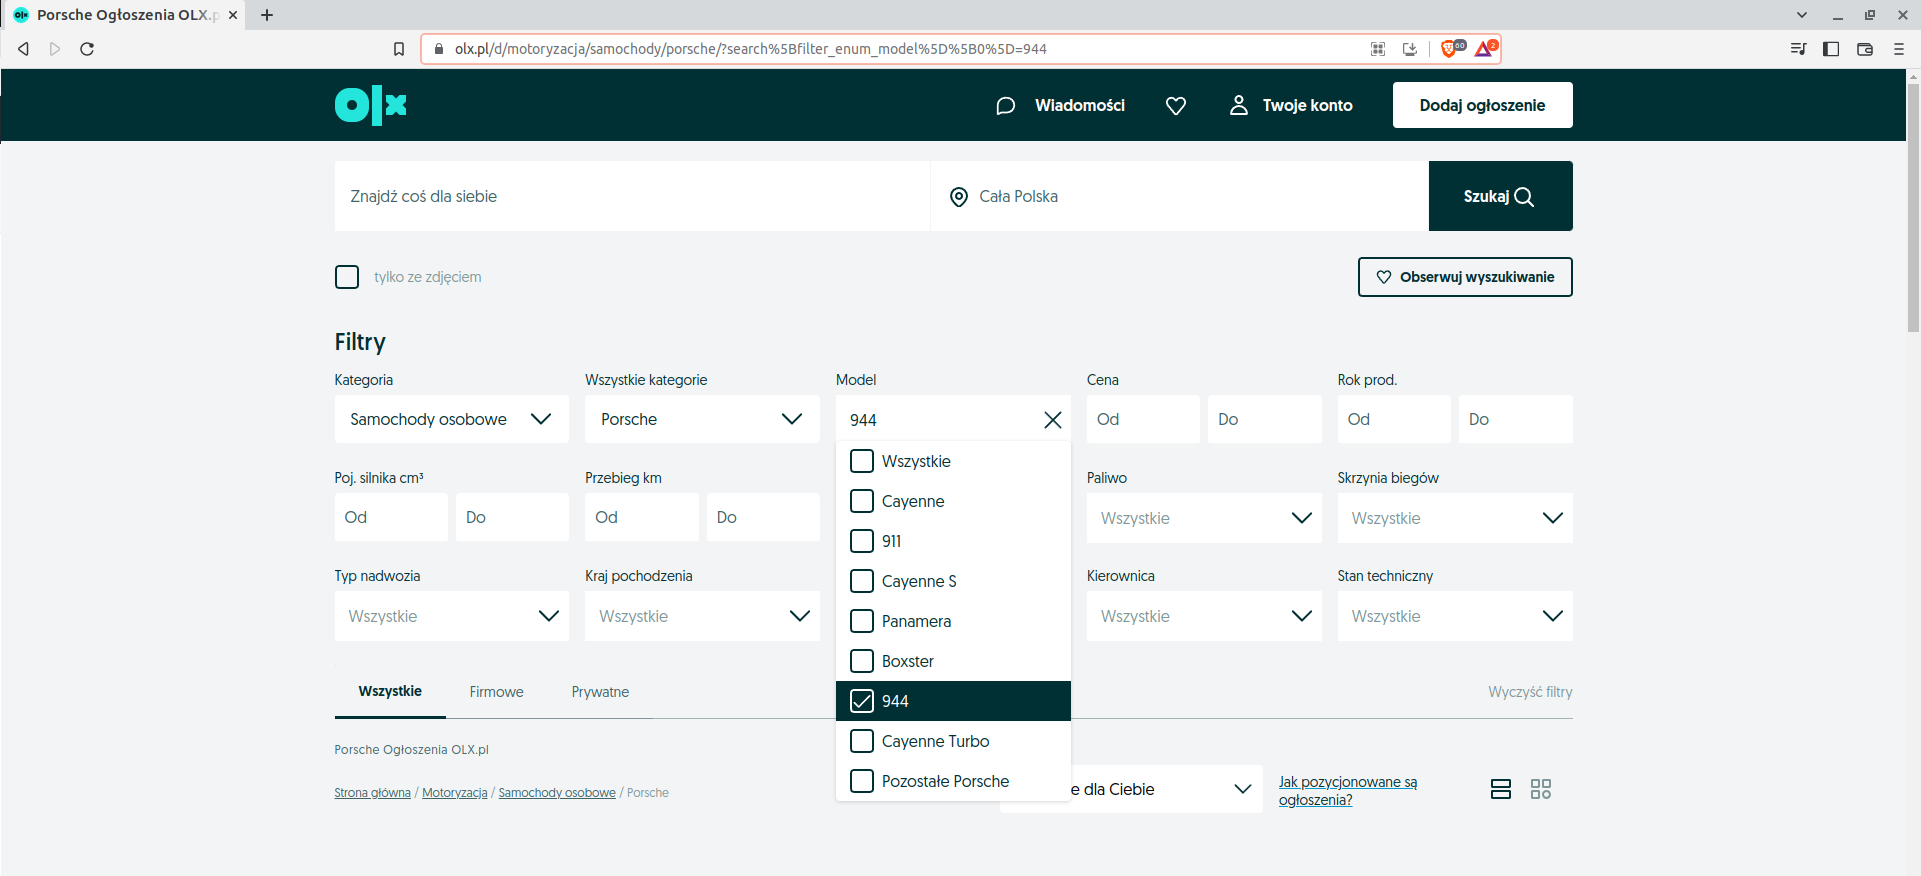 Porsche Ogłoszenia OLX.p
olx.pl/d/motoryzacja/samochody/porsche/?search%5Bfilter_enum_model%5D%5B0%5D=944
60
2
olx
Wiadomości
Twoje konto
Dodaj ogłoszenie
Znajdź coś dla siebie
Cała Polska
Szukaj
tylko ze zdjęciem
Obserwuj wyszukiwanie
Filtry
Kategoria Wszystkie kategorie Model Cena Rok prod.
Samochody osobowe Porsche 944 Od Do Od Do
Wszystkie
Poj. silnika cm³ Przebieg km Paliwo Skrzynia biegów
Cayenne
Od Do Od Do Wszystkie Wszystkie
911
Typ nadwozia Kraj pochodzenia Cayenne S Kierownica Stan techniczny
Wszystkie Wszystkie Panamera Wszystkie Wszystkie
Boxster
Wszystkie Firmowe Prywatne 944 Wyczyść filtry
Porsche Ogłoszenia OLX.pl Cayenne Turbo
Strona główna / Motoryzacja / Samochody osobowe / Porsche Pozostałe Porsche e dla Ciebie Jak pozycjonowane są
ogłoszenia?